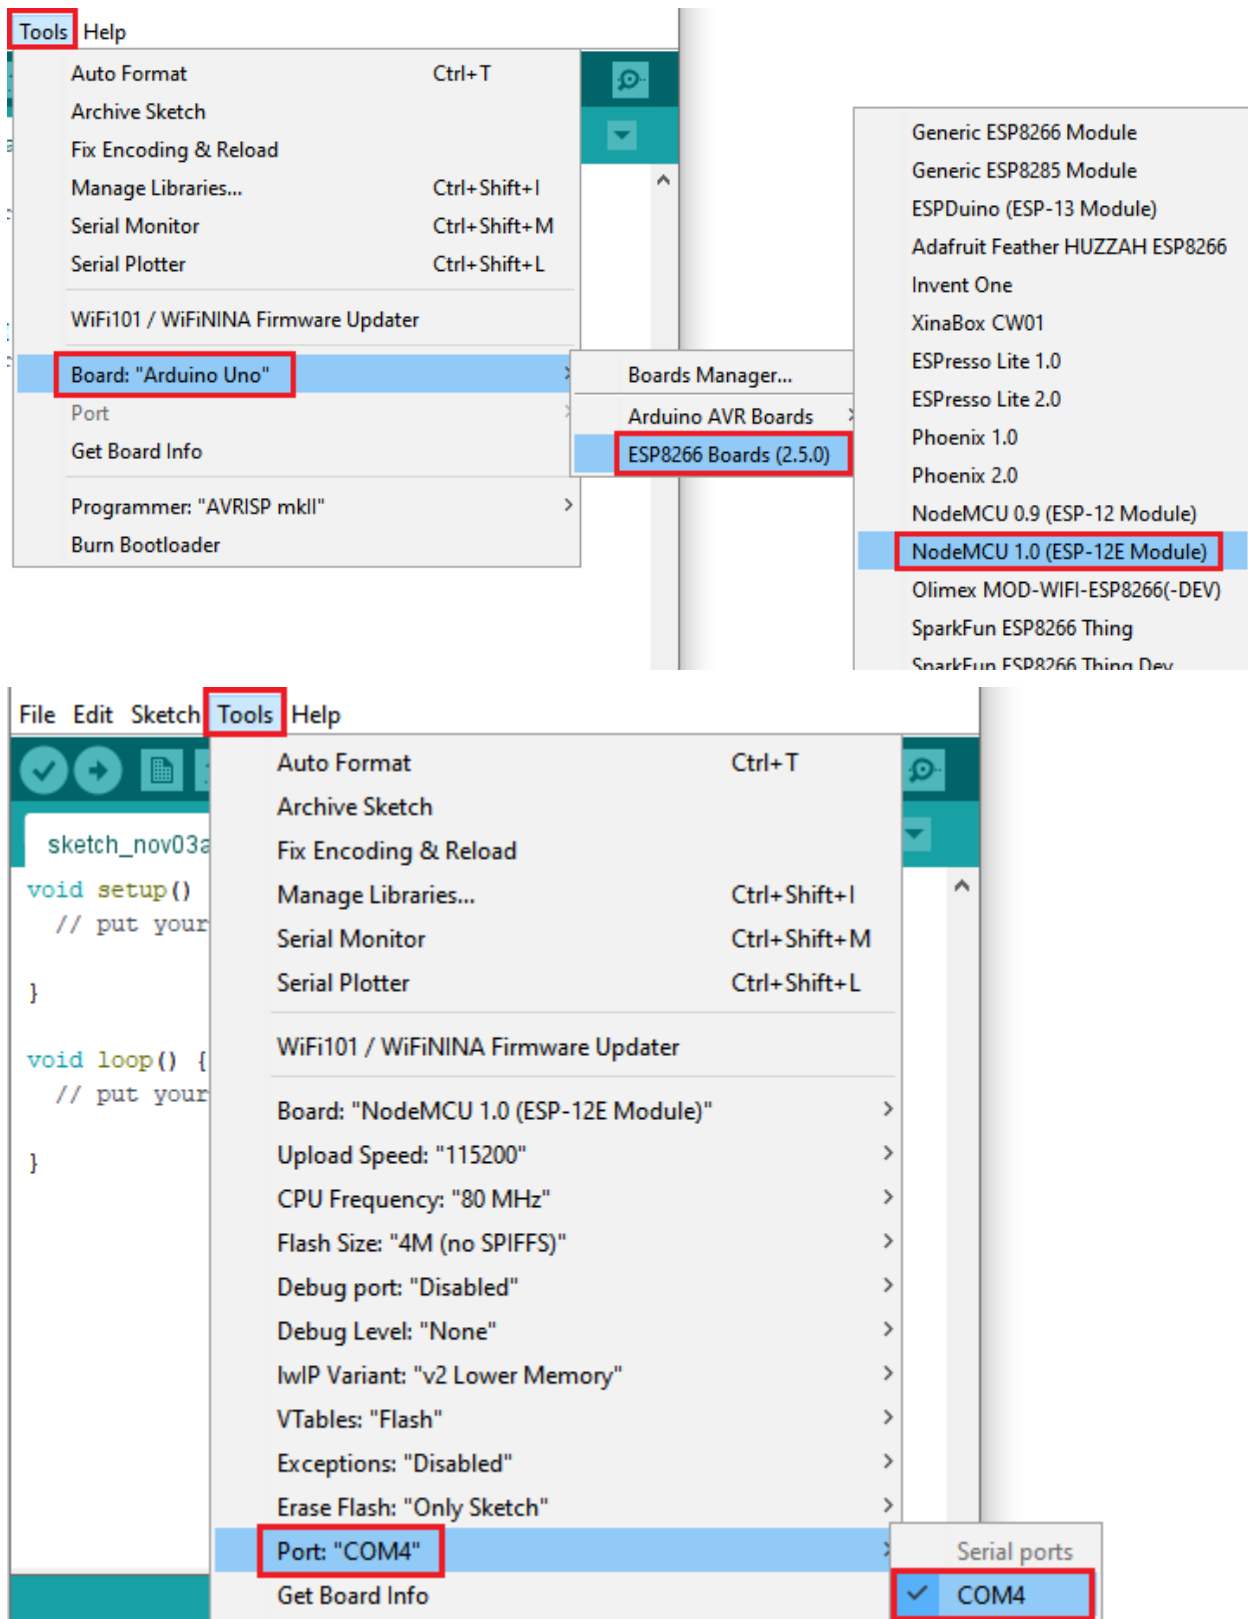 Tools Help
Auto Format Ctrl+T
Archive Sketch
Fix Encoding & Reload
Manage Libraries... Ctrl+Shift+I
Serial Monitor Ctrl+Shift+M
Serial Plotter Ctrl+Shift+L
WiFi101 / WiFiNINA Firmware Updater
Board: "Arduino Uno"
Port
Get Board Info
Programmer: "AVRISP mkII"
Burn Bootloader
Boards Manager...
Arduino AVR Boards
ESP8266 Boards (2.5.0)
Generic ESP8266 Module
Generic ESP8285 Module
ESPDuino (ESP-13 Module)
Adafruit Feather HUZZAH ESP8266
Invent One
XinaBox CW01
ESPresso Lite 1.0
ESPresso Lite 2.0
Phoenix 1.0
Phoenix 2.0
NodeMCU 0.9 (ESP-12 Module)
NodeMCU 1.0 (ESP-12E Module)
Olimex MOD-WIFI-ESP8266(-DEV)
SparkFun ESP8266 Thing
SparkFun ESP8266 Thing Dev
File Edit Sketch Tools Help
sketch_nov03a
void setup()
// put your
}
void loop() {
// put your
}
Auto Format Ctrl+T
Archive Sketch
Fix Encoding & Reload
Manage Libraries... Ctrl+Shift+I
Serial Monitor Ctrl+Shift+M
Serial Plotter Ctrl+Shift+L
WiFi101 / WiFiNINA Firmware Updater
Board: "NodeMCU 1.0 (ESP-12E Module)"
Upload Speed: "115200"
CPU Frequency: "80 MHz"
Flash Size: "4M (no SPIFFS)"
Debug port: "Disabled"
Debug Level: "None"
lwIP Variant: "v2 Lower Memory"
VTables: "Flash"
Exceptions: "Disabled"
Erase Flash: "Only Sketch"
Port: "COM4"
Get Board Info
Serial ports
COM4